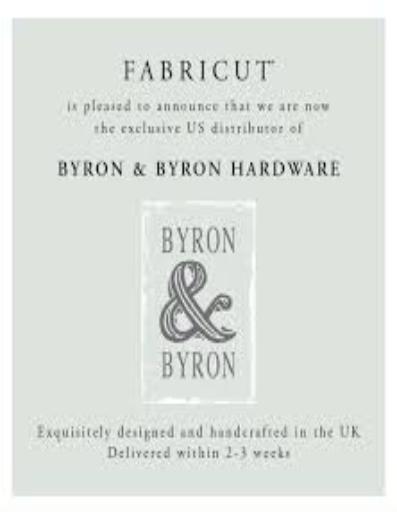 FABRICUT
is pleased to announce that we are now
the exclusive US distributor of
BYRON & BYRON HARDWARE
BYRON
&
BYRON
Exquisitely designed and handcrafted in the UK
Delivered within 2-3 weeks